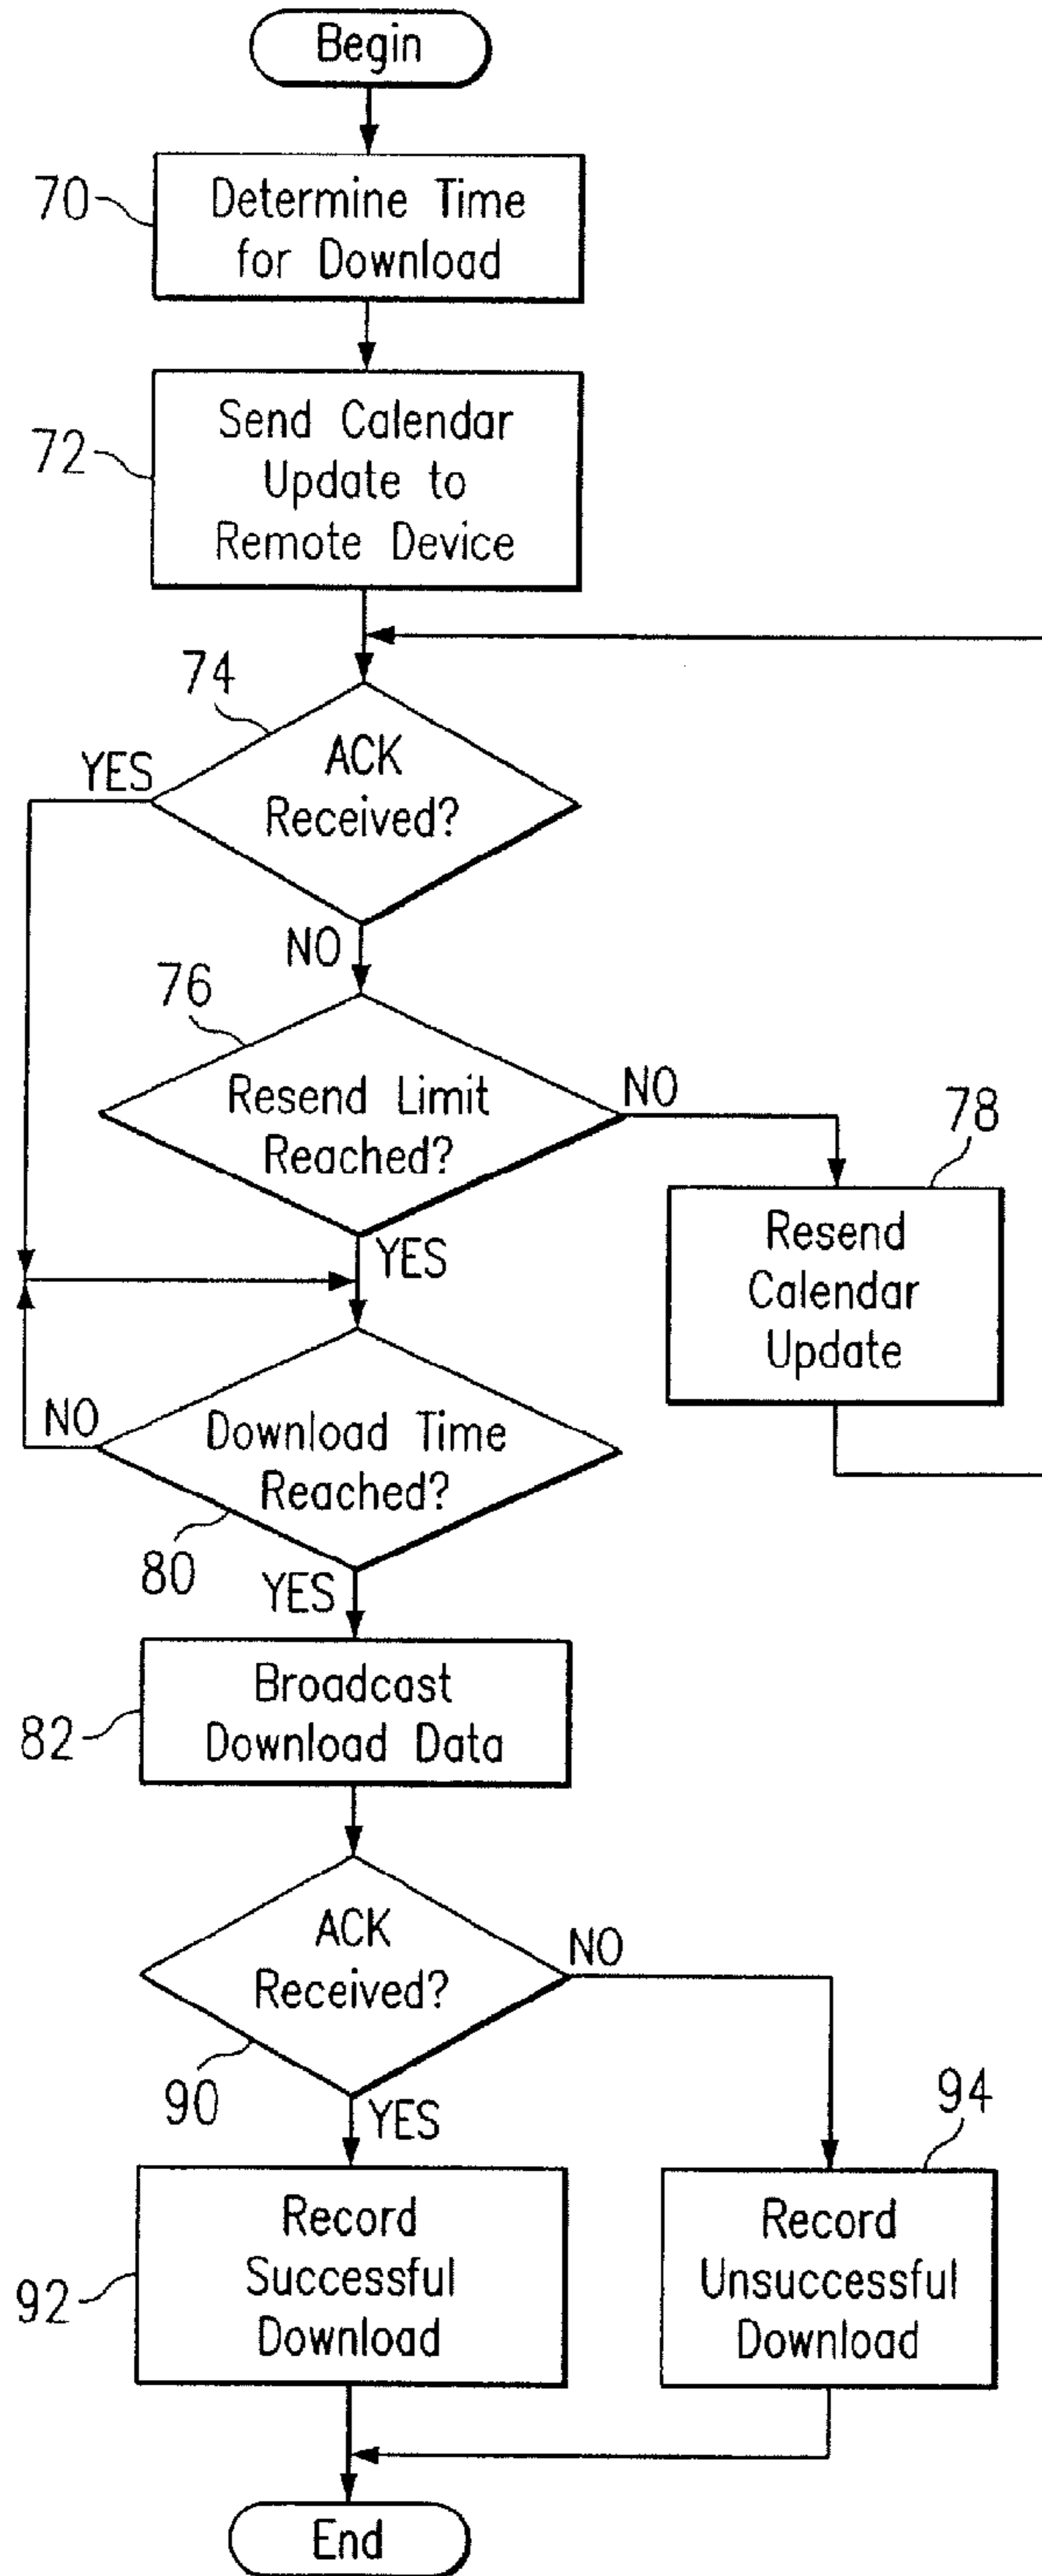 Begin
70
Determine Time
for Download
72
Send Calendar
Update to
Remote Device
74
YES
ACK
Received?
NO
76
Resend Limit
Reached?
NO
78
Resend
Calendar
Update
YES
NO
Download Time
Reached?
80
YES
82
Broadcast
Download Data
ACK
Received?
NO
90
YES
94
92
Record
Successful
Download
Record
Unsuccessful
Download
End